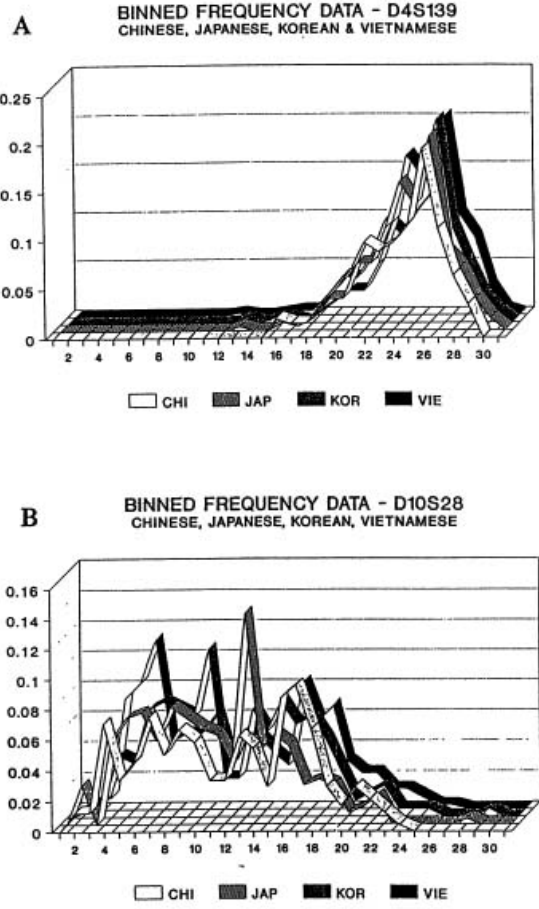 A
BINNED FREQUENCY DATA - D4S139
CHINESE, JAPANESE, KOREAN & VIETNAMESE
0.25
0.2
0.15
0.1
0.05
0
2 4 6 8 10 12 14 16 18 20 22 24 26 28 30
CHI JAP KOR VIE
B
BINNED FREQUENCY DATA - D10S28
CHINESE, JAPANESE, KOREAN, VIETNAMESE
0.16
0.14
0.12
0.1
0.08
0.06
0.04
0.02
0
2 4 6 8 10 12 14 16 18 20 22 24 26 28 30
CHI JAP KOR VIE